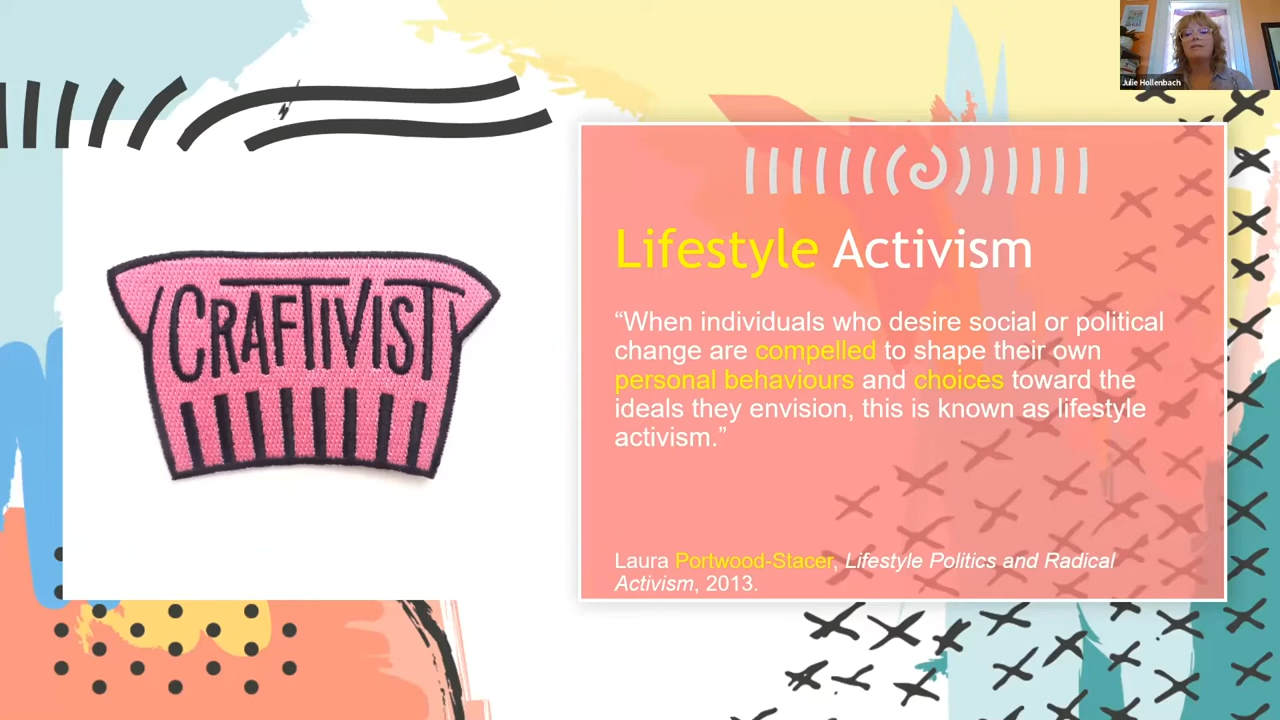 Julie Hollenbach
CRAFTIVIST
Lifestyle Activism
“When individuals who desire social or political
change are compelled to shape their own
personal behaviours and choices toward the
ideals they envision, this is known as lifestyle
activism.”
Laura Portwood-Stacer, Lifestyle Politics and Radical
Activism, 2013.